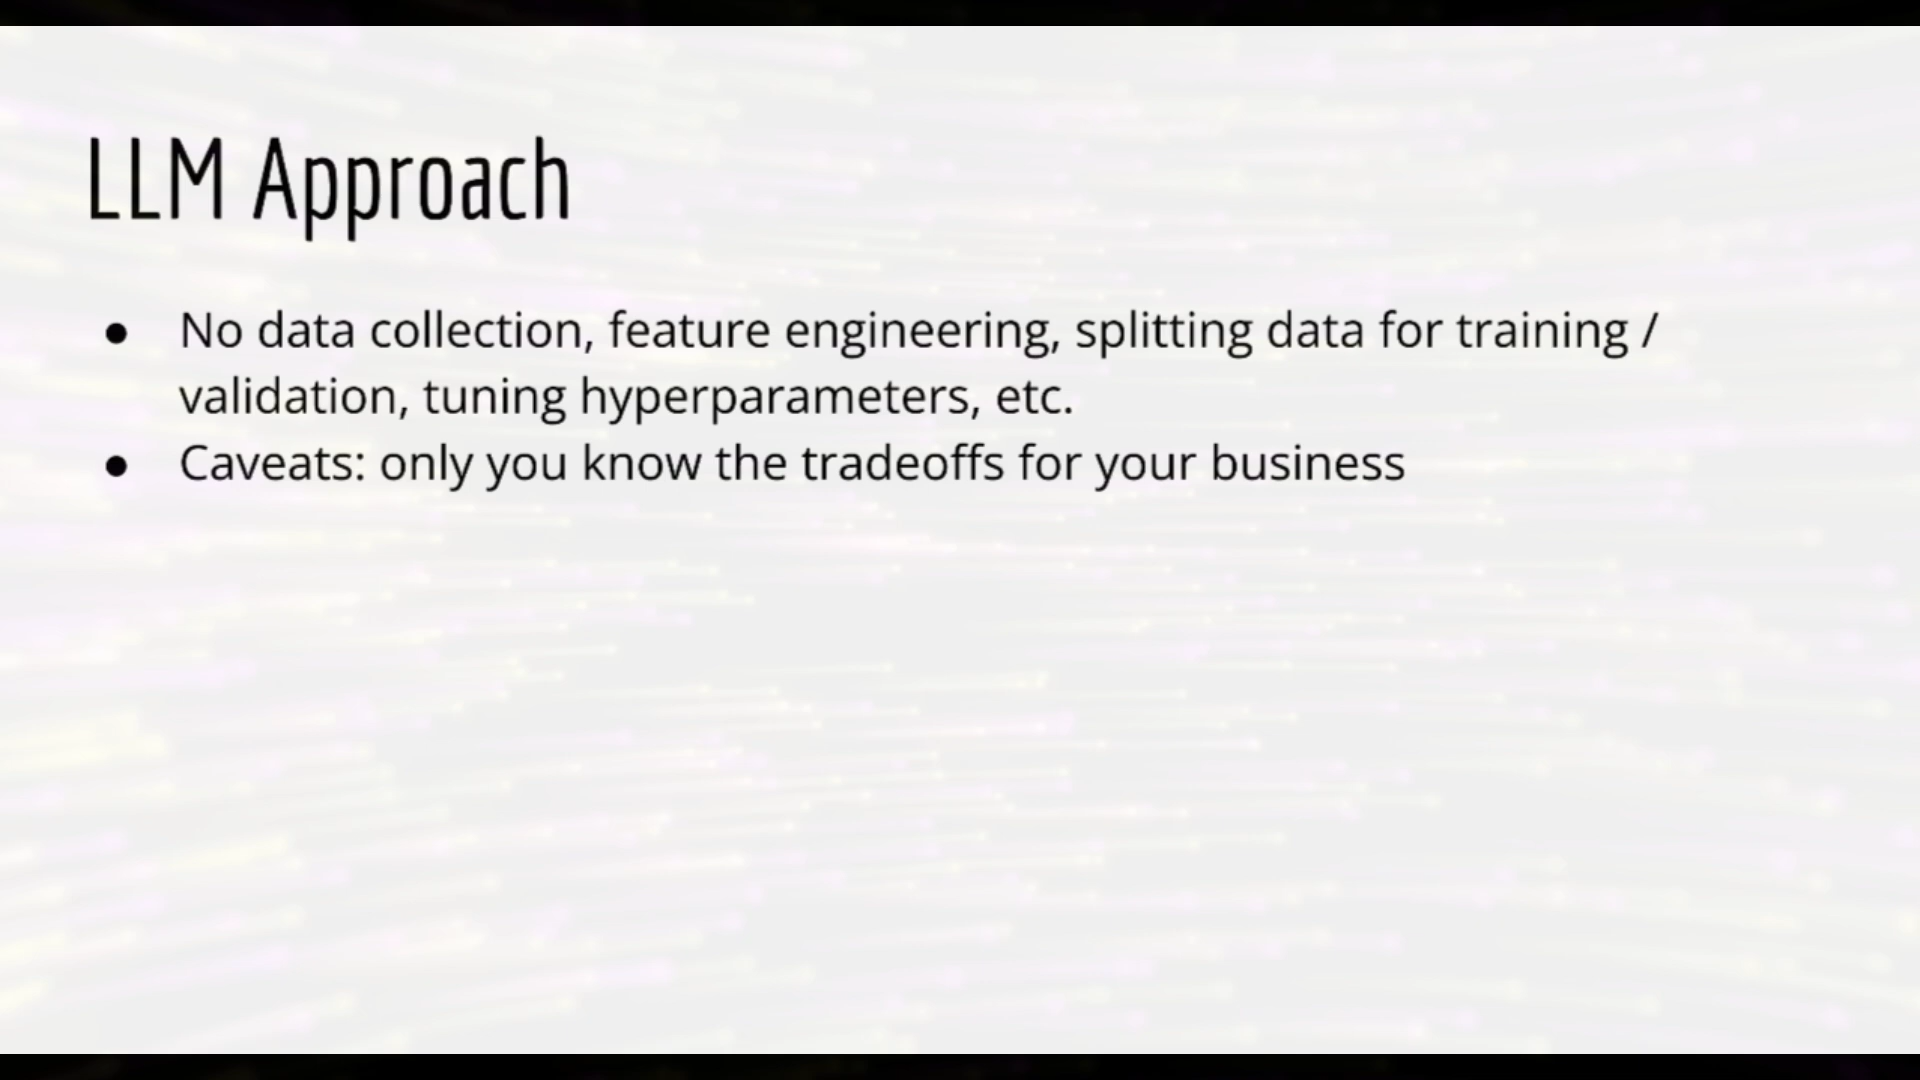 LLM Approach
● No data collection, feature engineering, splitting data for training /
validation, tuning hyperparameters, etc.
● Caveats: only you know the tradeoffs for your business